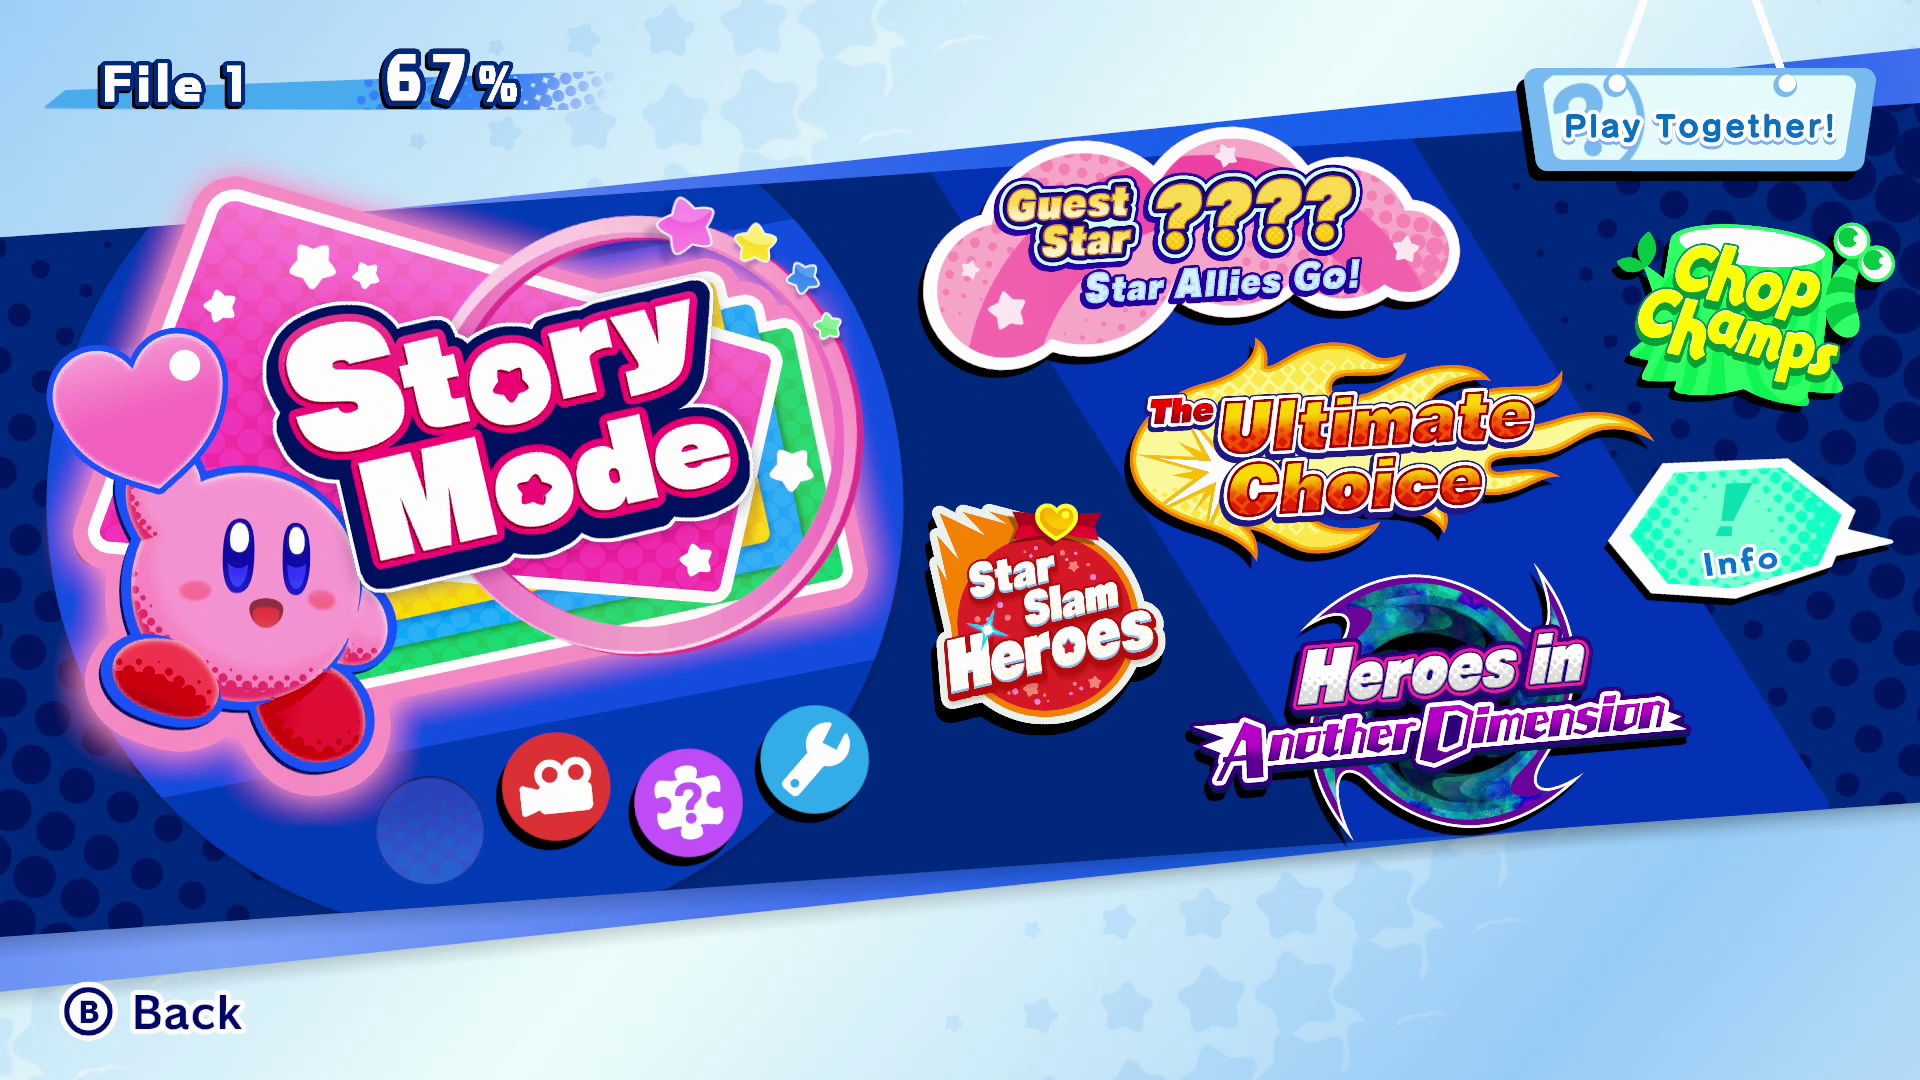 File 1 67%
Play Together!
Guest
Star ????
Star Allies Go!
Chop
Champs
Story
Mode
The Ultimate
Choice
!
Info
Star
Slam
Heroes
Heroes in
Another Dimension
?
B Back